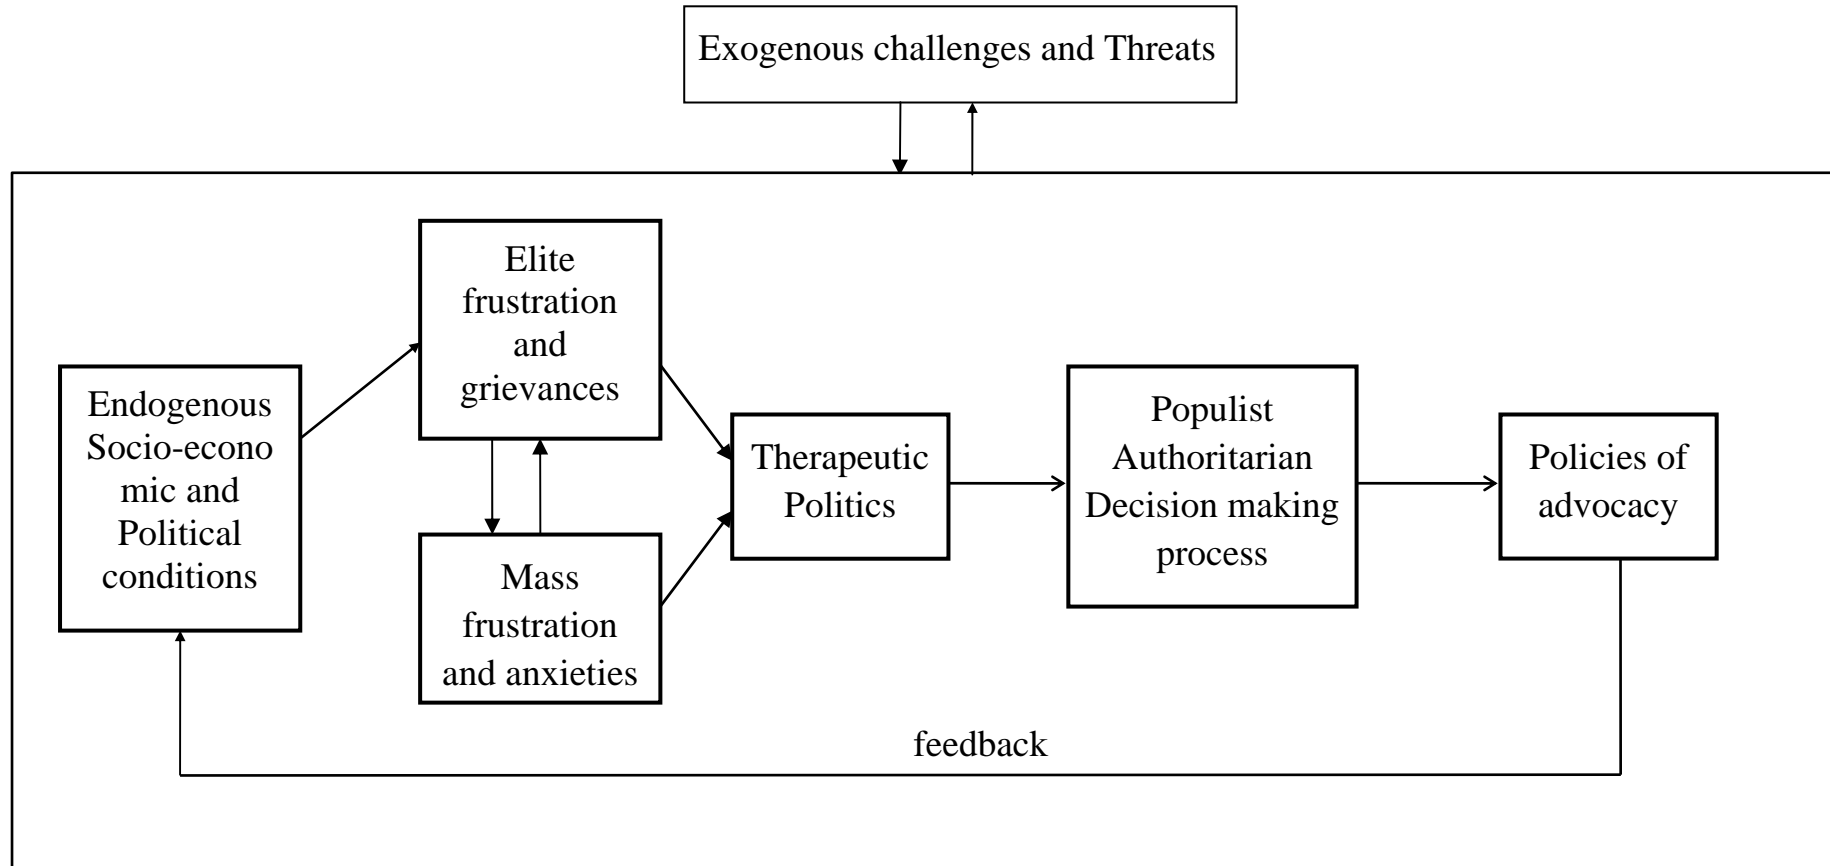 Exogenous challenges and Threats
Elite
frustration
and
grievances
Endogenous
Socio-econo
mic and
Political
conditions
Mass
frustration
and anxieties
Therapeutic
Politics
Populist
Authoritarian
Decision making
process
Policies of
advocacy
feedback